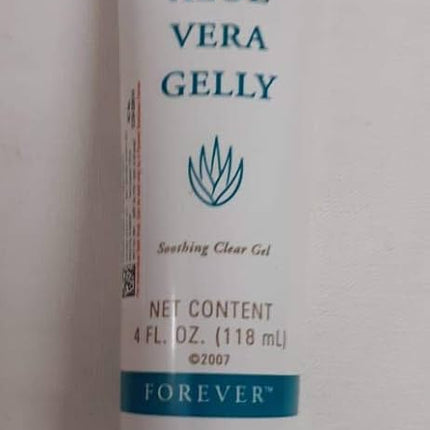 VERA
GELLY
Soothing Clear Gel
NET CONTENT
4 FL. OZ. (118 mL)
©2007
FOREVER™